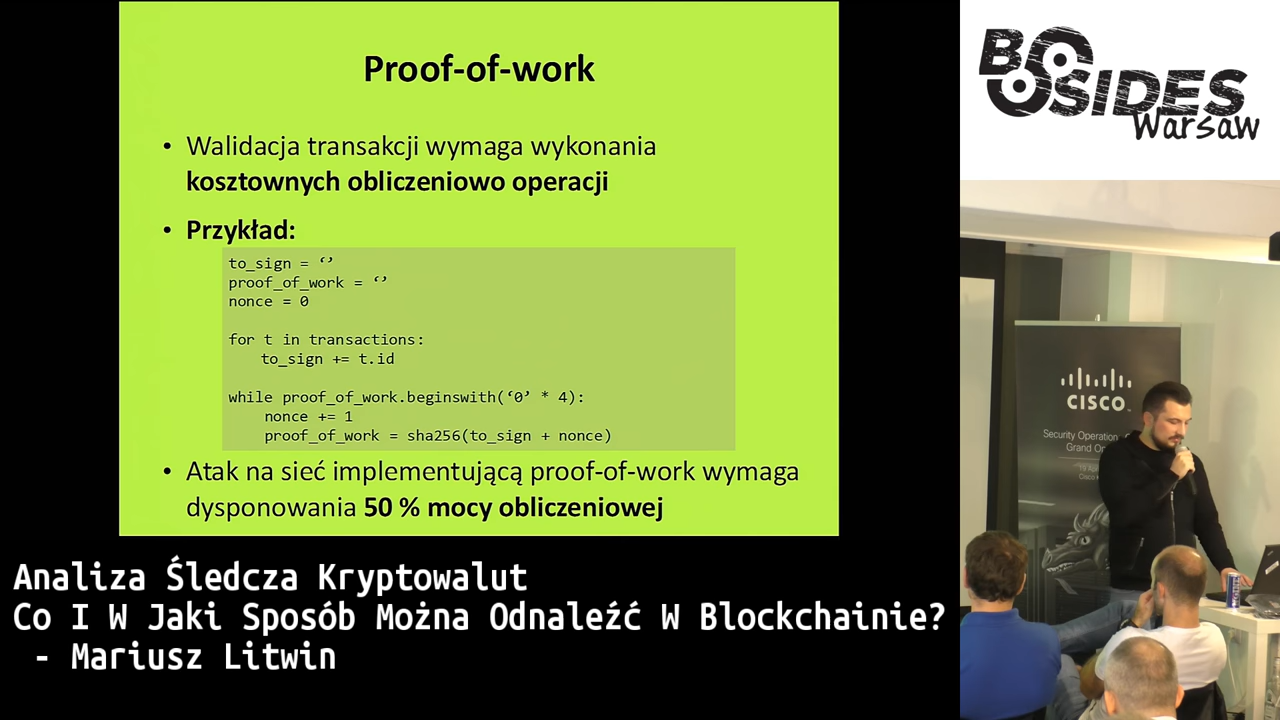 Proof-of-work
• Walidacja transakcji wymaga wykonania
kosztownych obliczeniowo operacji
• Przykład:
to_sign = ‘’
proof_of_work = ‘’
nonce = 0
for t in transactions:
to_sign += t.id
while proof_of_work.beginswith(‘0’ * 4):
nonce += 1
proof_of_work = sha256(to_sign + nonce)
• Atak na sieć implementującą proof-of-work wymaga
dysponowania 50 % mocy obliczeniowej
Analiza Śledcza Kryptowalut
Co I W Jaki Sposób Można Odnaleźć W Blockchainie?
- Mariusz Litwin
BSIDES
Warsaw
CISCO
Security Operation
Grand